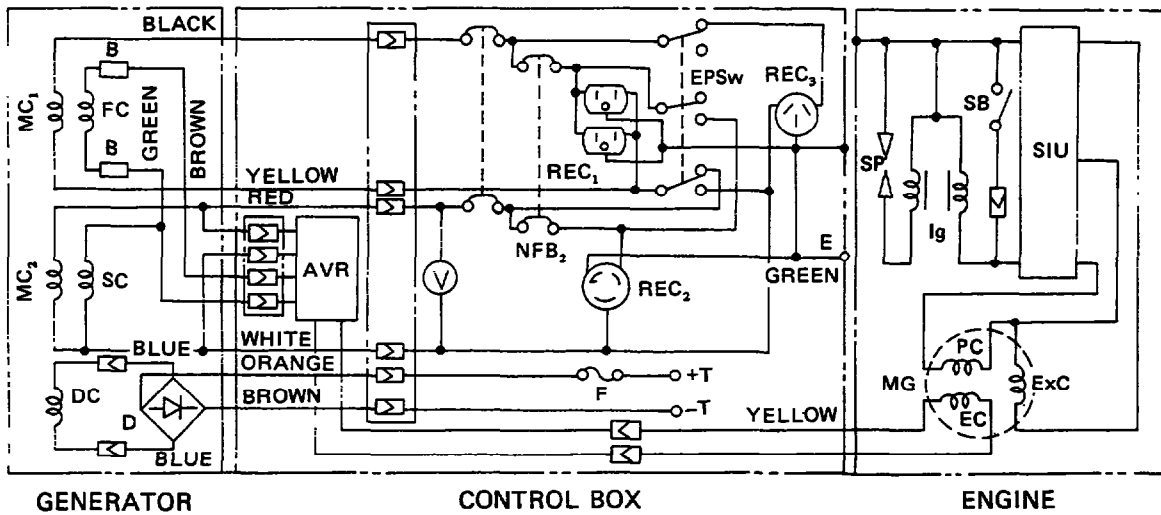 BLACK
B
MC₁
FC
B
GREEN
BROWN
YELLOW
RED
MC₂
SC
AVR
WHITE
BLUE
ORANGE
DC
D
BROWN
BLUE
EPSw
REC₃
REC₁
NFB₂
V
REC₂
E
GREEN
F
+T
-T
YELLOW
SP
Ig
SB
SIU
MG
PC
EC
ExC
GENERATOR
CONTROL BOX
ENGINE